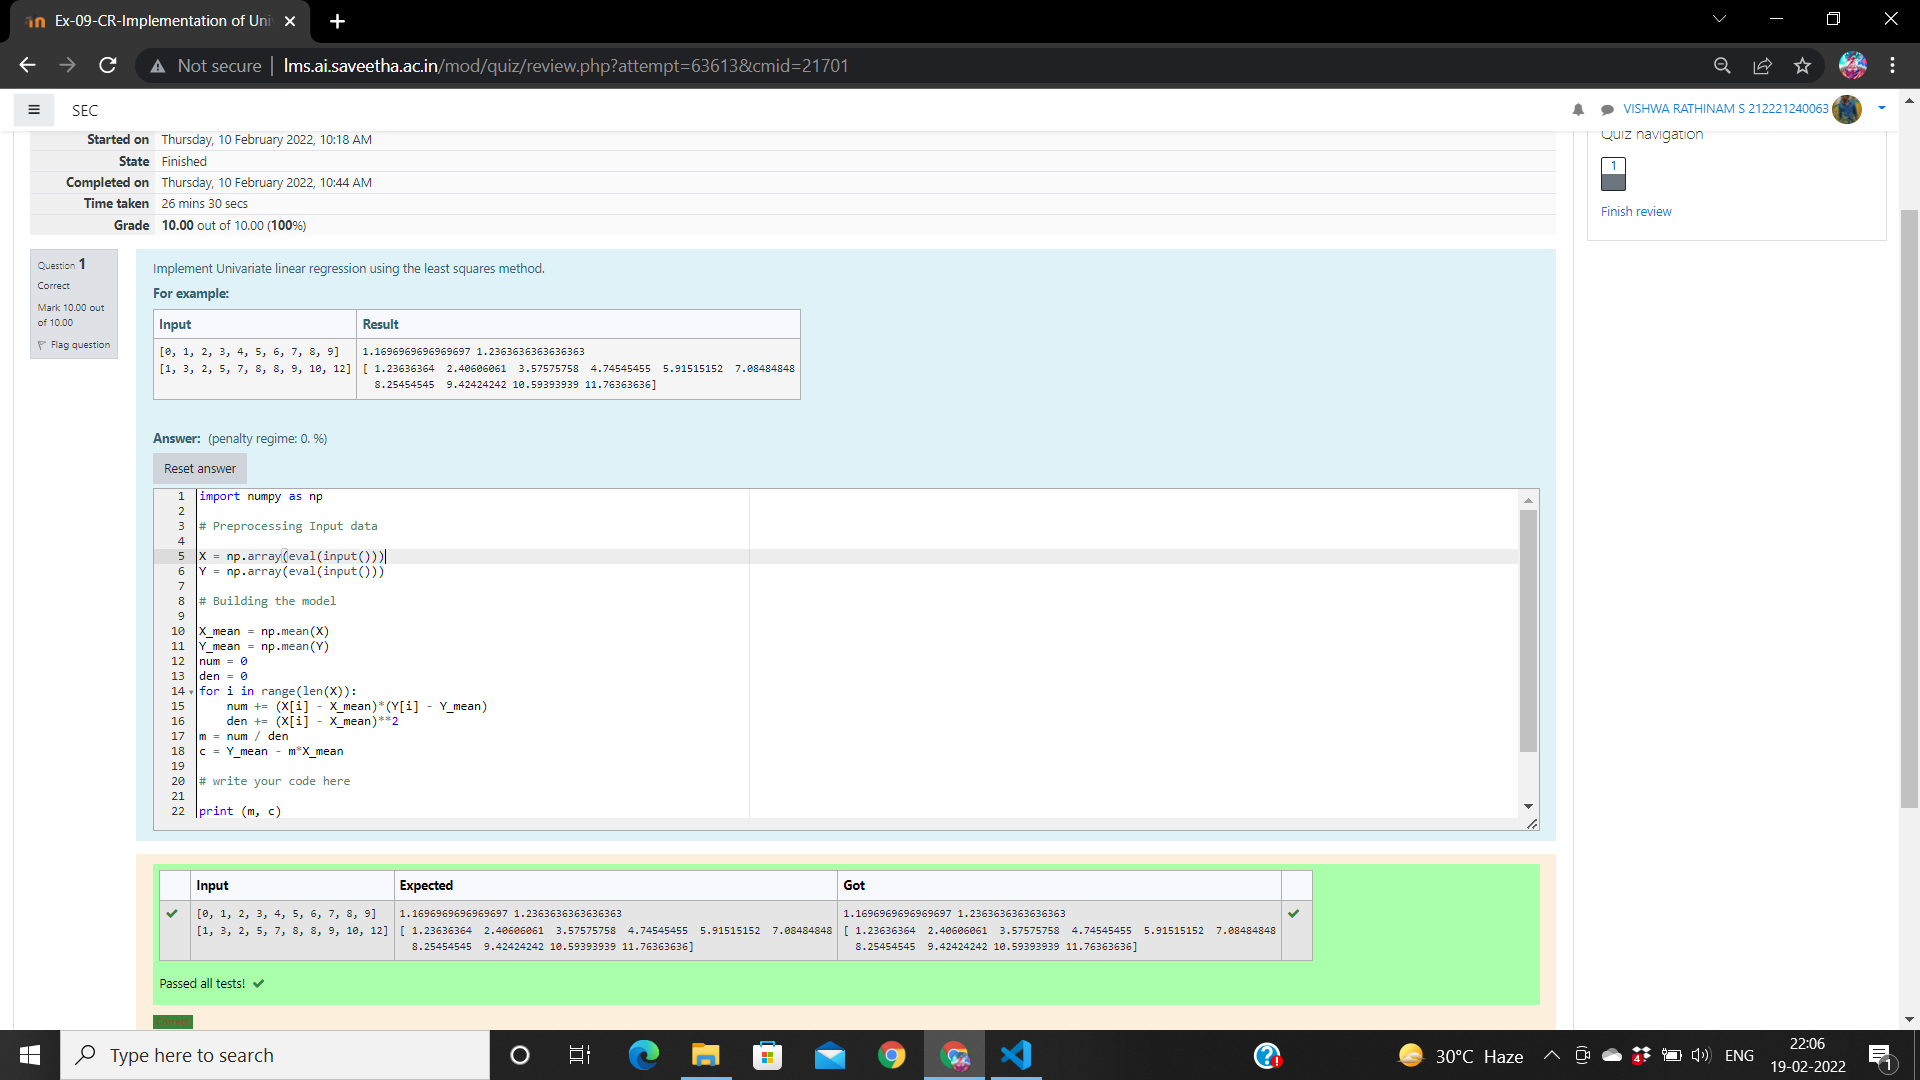 Ex-09-CR-Implementation of Uni
Not secure
lms.ai.saveetha.ac.in/mod/quiz/review.php?attempt=63613&cmid=21701
SEC
VISHWA RATHINAM S 212221240063
Started on Thursday, 10 February 2022, 10:18 AM
State Finished
Completed on Thursday, 10 February 2022, 10:44 AM
Time taken 26 mins 30 secs
Grade 10.00 out of 10.00 (100%)
Quiz navigation
1
Finish review
Question 1
Correct
Mark 10.00 out
of 10.00
Flag question
Implement Univariate linear regression using the least squares method.
For example:
Input Result
[0, 1, 2, 3, 4, 5, 6, 7, 8, 9] 1.1696969696969697 1.2363636363636363
[1, 3, 2, 5, 7, 8, 8, 9, 10, 12] [ 1.23636364 2.40606061 3.57575758 4.74545455 5.91515152 7.08484848
8.25454545 9.42424242 10.59393939 11.76363636]
Answer: (penalty regime: 0. %)
Reset answer
1 import numpy as np
2
3 # Preprocessing Input data
4
5 X = np.array(eval(input()))
6 Y = np.array(eval(input()))
7
8 # Building the model
9
10 X_mean = np.mean(X)
11 Y_mean = np.mean(Y)
12 num = 0
13 den = 0
14 for i in range(len(X)):
15     num += (X[i] - X_mean)*(Y[i] - Y_mean)
16     den += (X[i] - X_mean)**2
17 m = num / den
18 c = Y_mean - m*X_mean
19
20 # write your code here
21
22 print (m, c)
Input Expected Got
[0, 1, 2, 3, 4, 5, 6, 7, 8, 9] 1.1696969696969697 1.2363636363636363 1.1696969696969697 1.2363636363636363
[1, 3, 2, 5, 7, 8, 8, 9, 10, 12] [ 1.23636364 2.40606061 3.57575758 4.74545455 5.91515152 7.08484848 [ 1.23636364 2.40606061 3.57575758 4.74545455 5.91515152 7.08484848
8.25454545 9.42424242 10.59393939 11.76363636] 8.25454545 9.42424242 10.59393939 11.76363636]
Passed all tests!
Type here to search
30°C Haze
4
ENG
22:06
19-02-2022
1